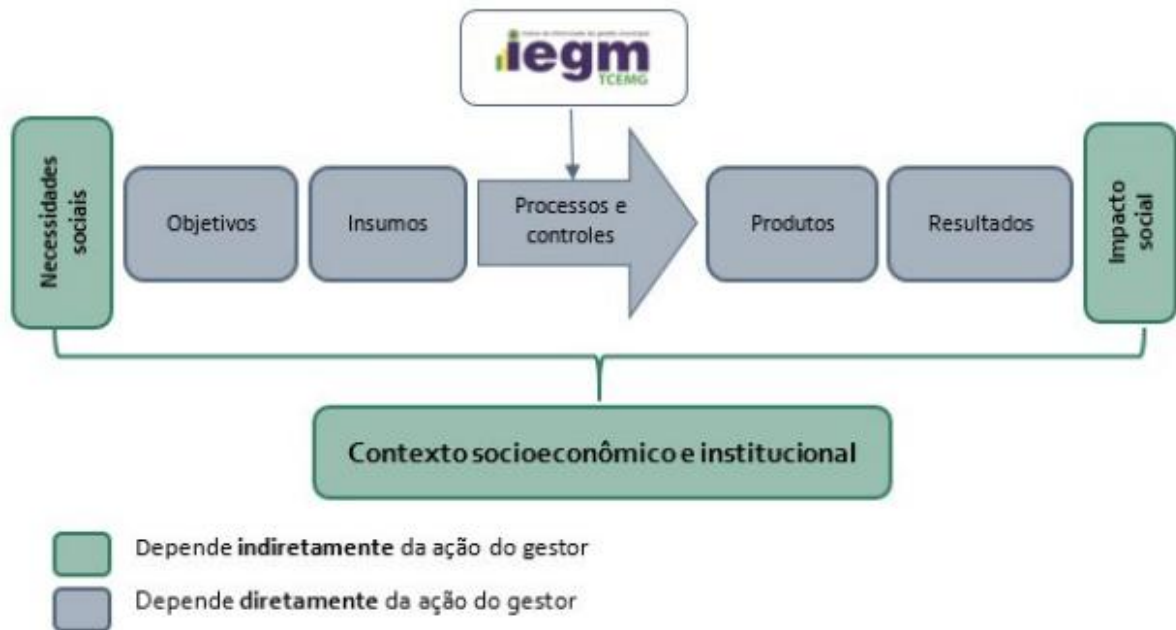 iegm
TCEMG
Necessidades
sociais
Objetivos
Insumos
Processos e
controles
Produtos
Resultados
Impacto
social
Contexto socioeconômico e institucional
Depende indiretamente da ação do gestor
Depende diretamente da ação do gestor